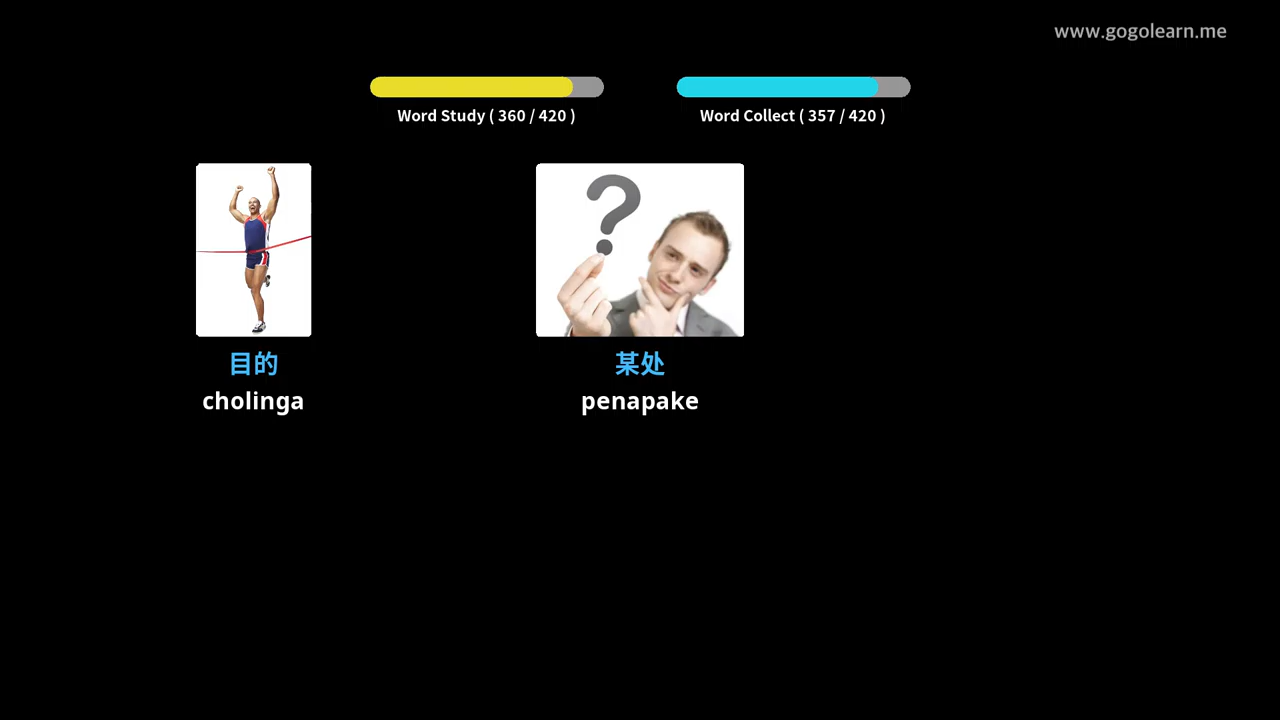 www.gogolearn.me
Word Study ( 360 / 420 )
Word Collect ( 357 / 420 )
目的
cholinga
某处
penapake